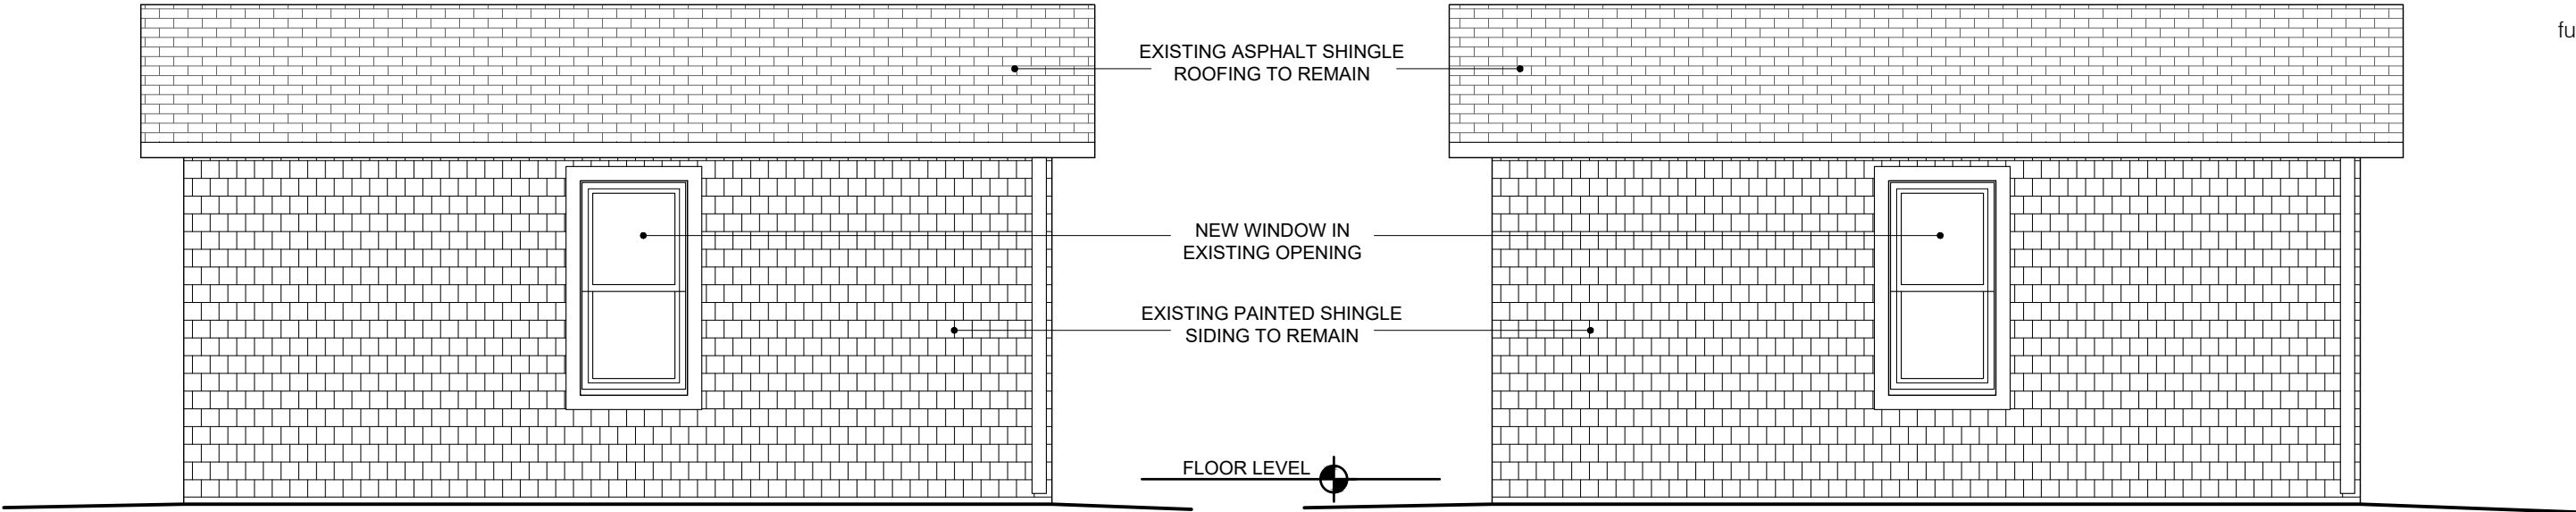 EXISTING ASPHALT SHINGLE
ROOFING TO REMAIN
NEW WINDOW IN
EXISTING OPENING
EXISTING PAINTED SHINGLE
SIDING TO REMAIN
FLOOR LEVEL
fu